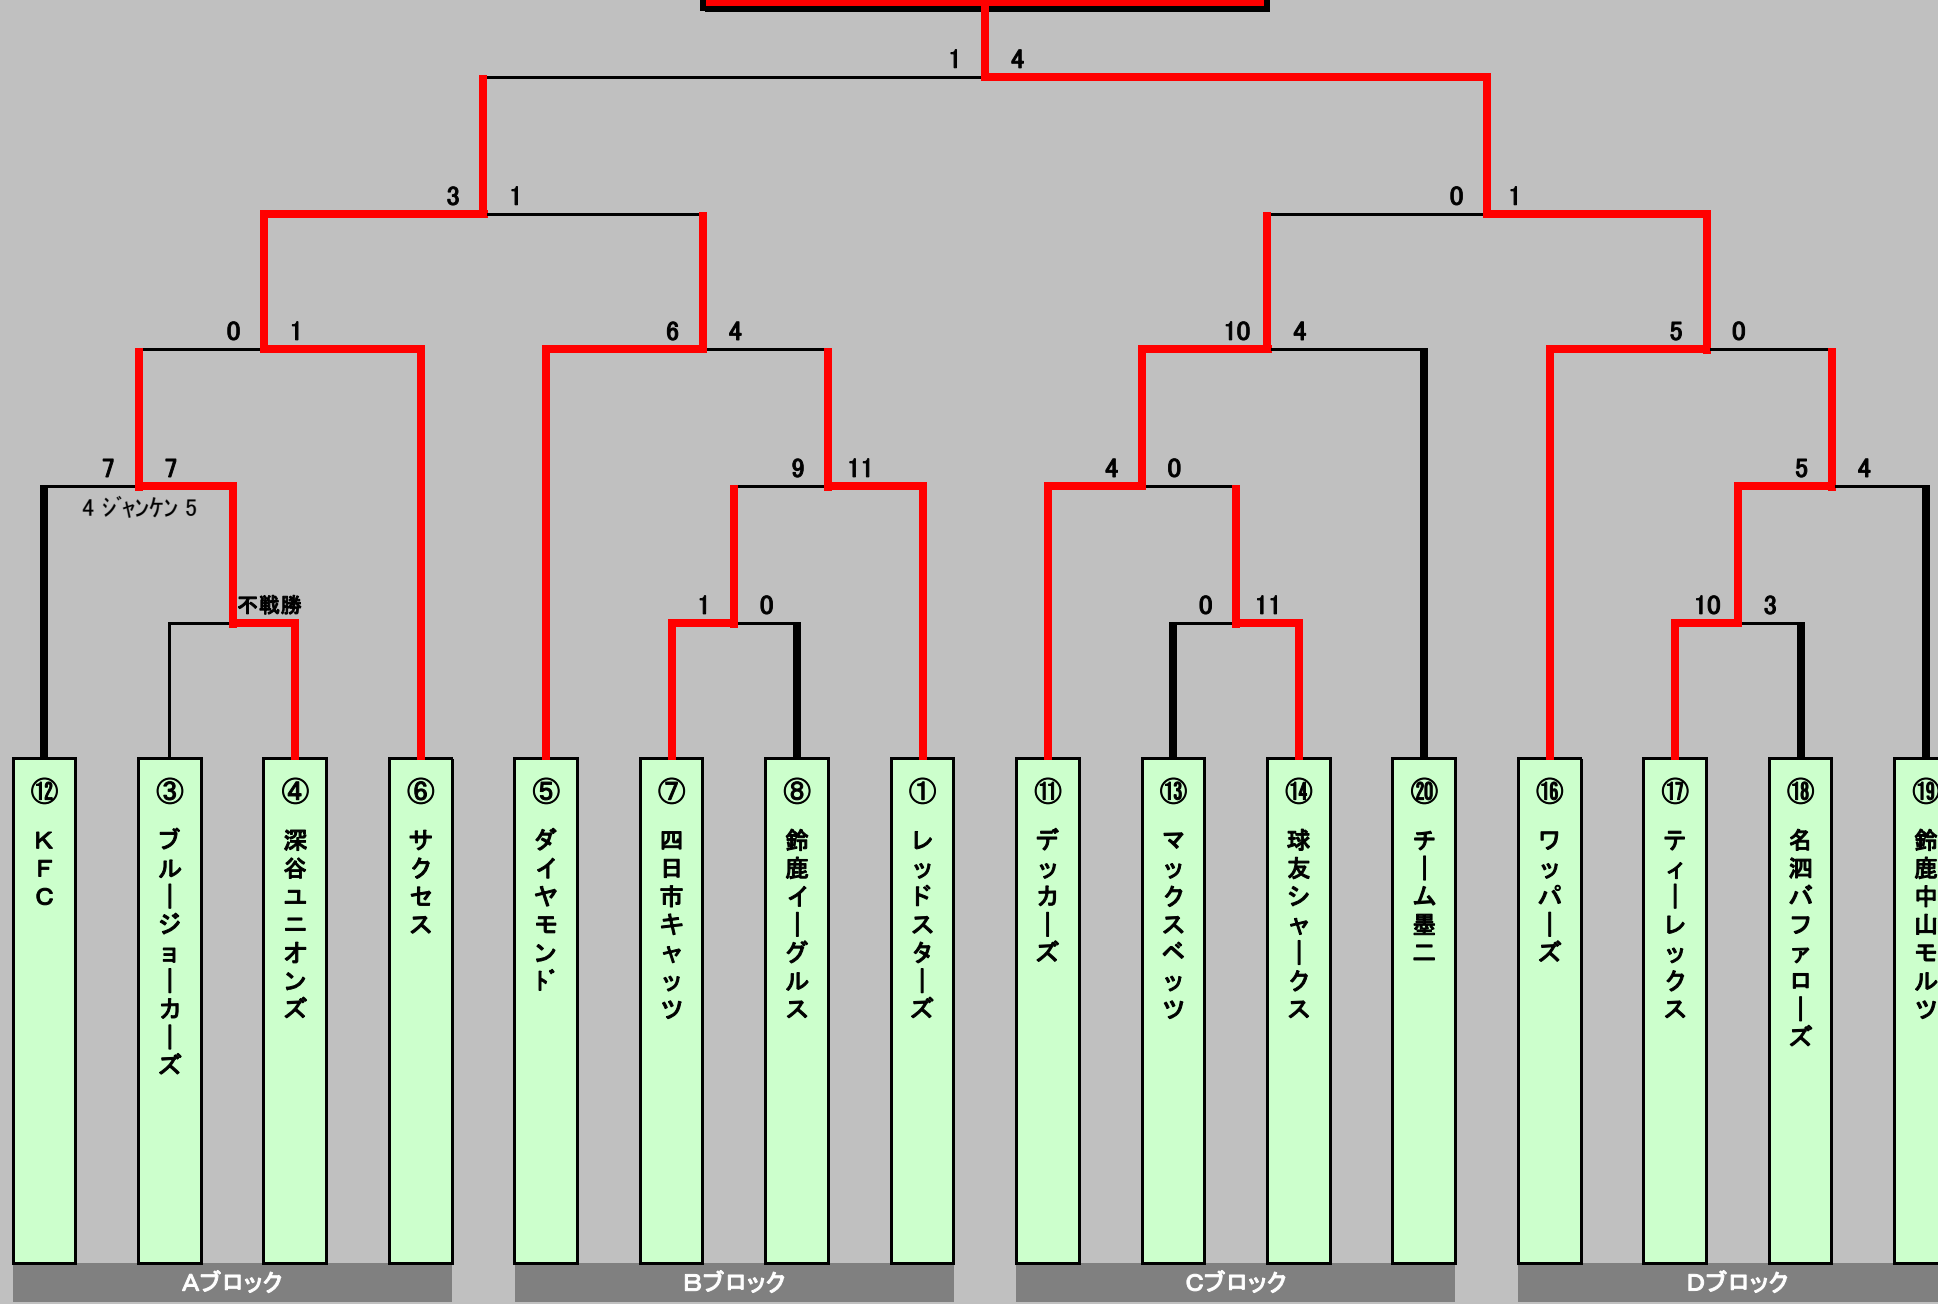 1 4
3 1
0 1
0 1
6 4
10 4
5 0
7 7
9 11
4 0
5 4
4 ジャンケン 5
不戦勝
1 0
0 11
10 3
⑫ KFC
③ ブルージョーカーズ
④ 深谷ユニオンズ
⑥ サクセス
⑤ ダイヤモンド
⑦ 四日市キャッツ
⑧ 鈴鹿イーグルス
① レッドスターズ
⑪ デッカーズ
⑬ マックスベッツ
⑭ 球友シャークス
⑳ チーム墨二
⑯ ワッパーズ
⑰ ティーレックス
⑱ 名泗バファローズ
⑲ 鈴鹿中山モルツ
Aブロック
Bブロック
Cブロック
Dブロック